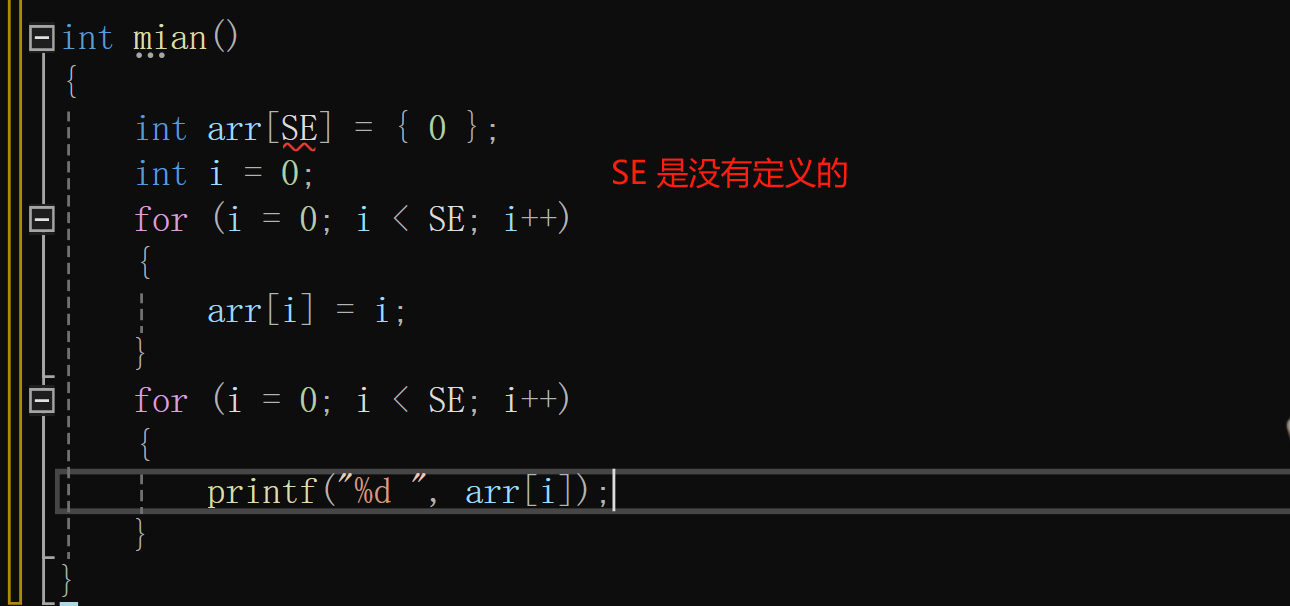 int mian()
{
int arr[SE] = { 0 };
int i = 0;
SE 是没有定义的
for (i = 0; i < SE; i++)
{
arr[i] = i;
}
for (i = 0; i < SE; i++)
{
printf("%d ", arr[i]);
}
}